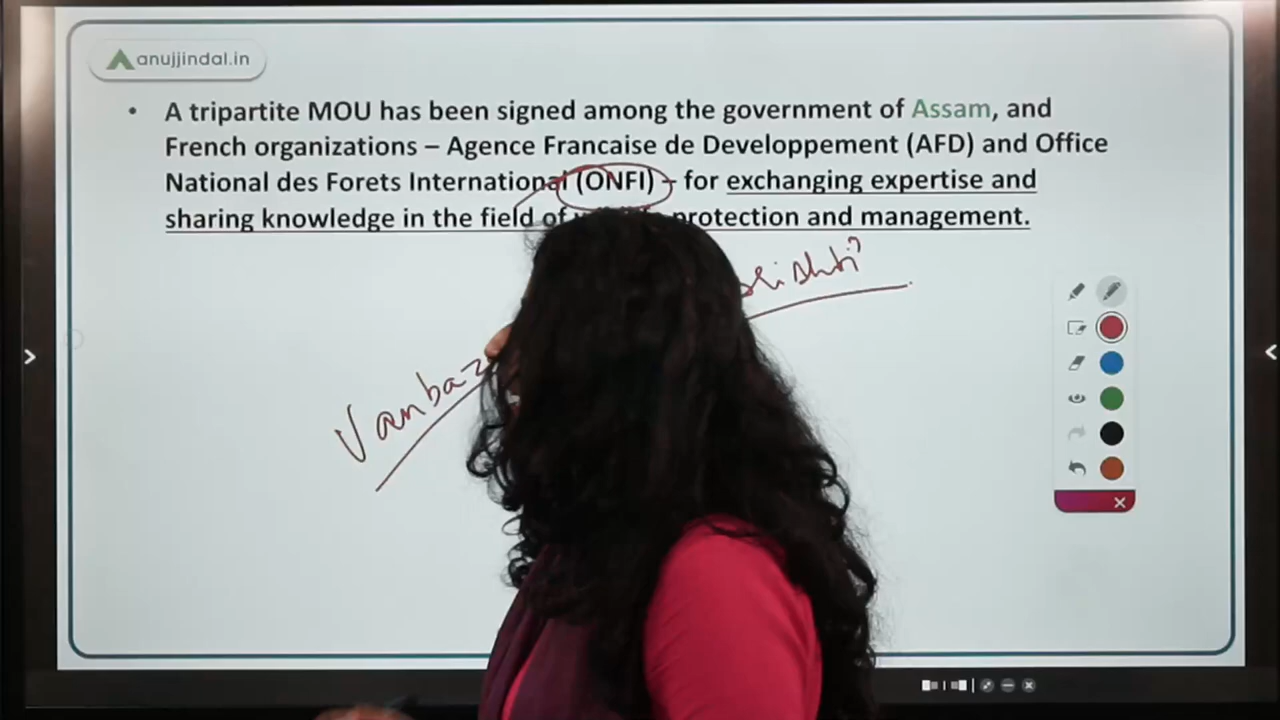 anujjindal.in
• A tripartite MOU has been signed among the government of Assam, and
French organizations – Agence Francaise de Developpement (AFD) and Office
National des Forets International (ONFI) – for exchanging expertise and
sharing knowledge in the field of protection and management.